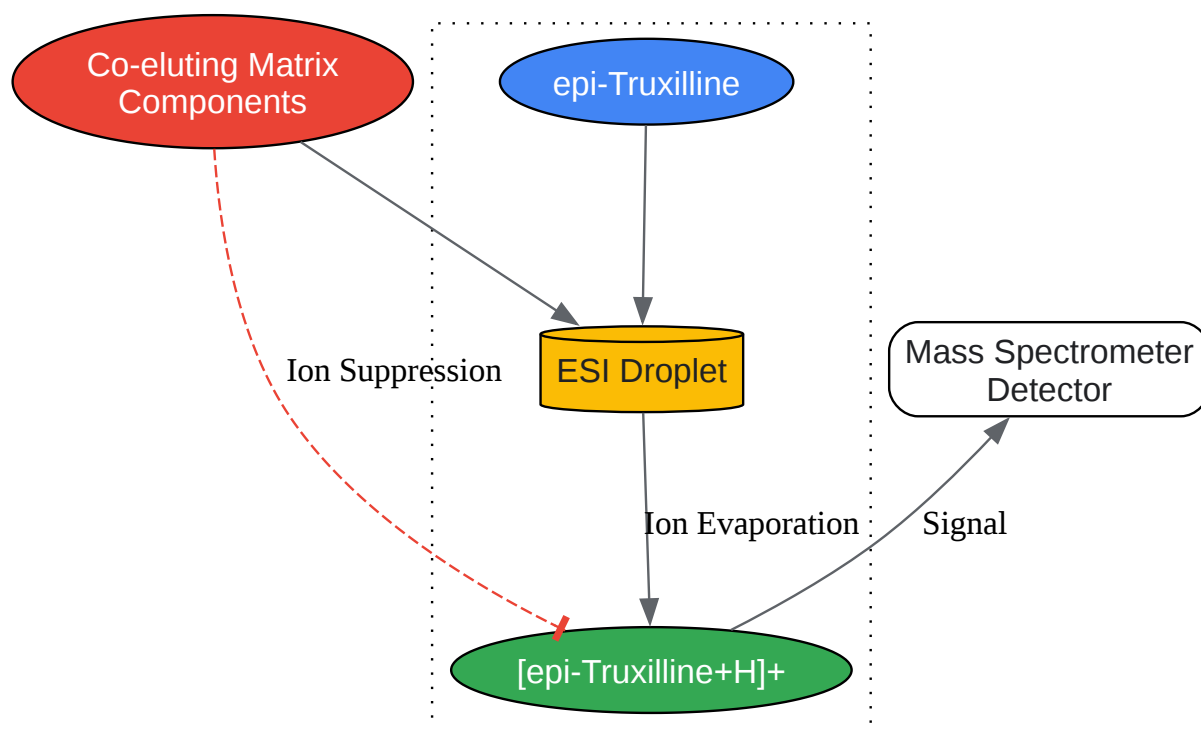 Co-eluting Matrix
Components
epi-Truxilline
Ion Suppression
ESI Droplet
Mass Spectrometer
Detector
Ion Evaporation
Signal
[epi-Truxilline+H]+